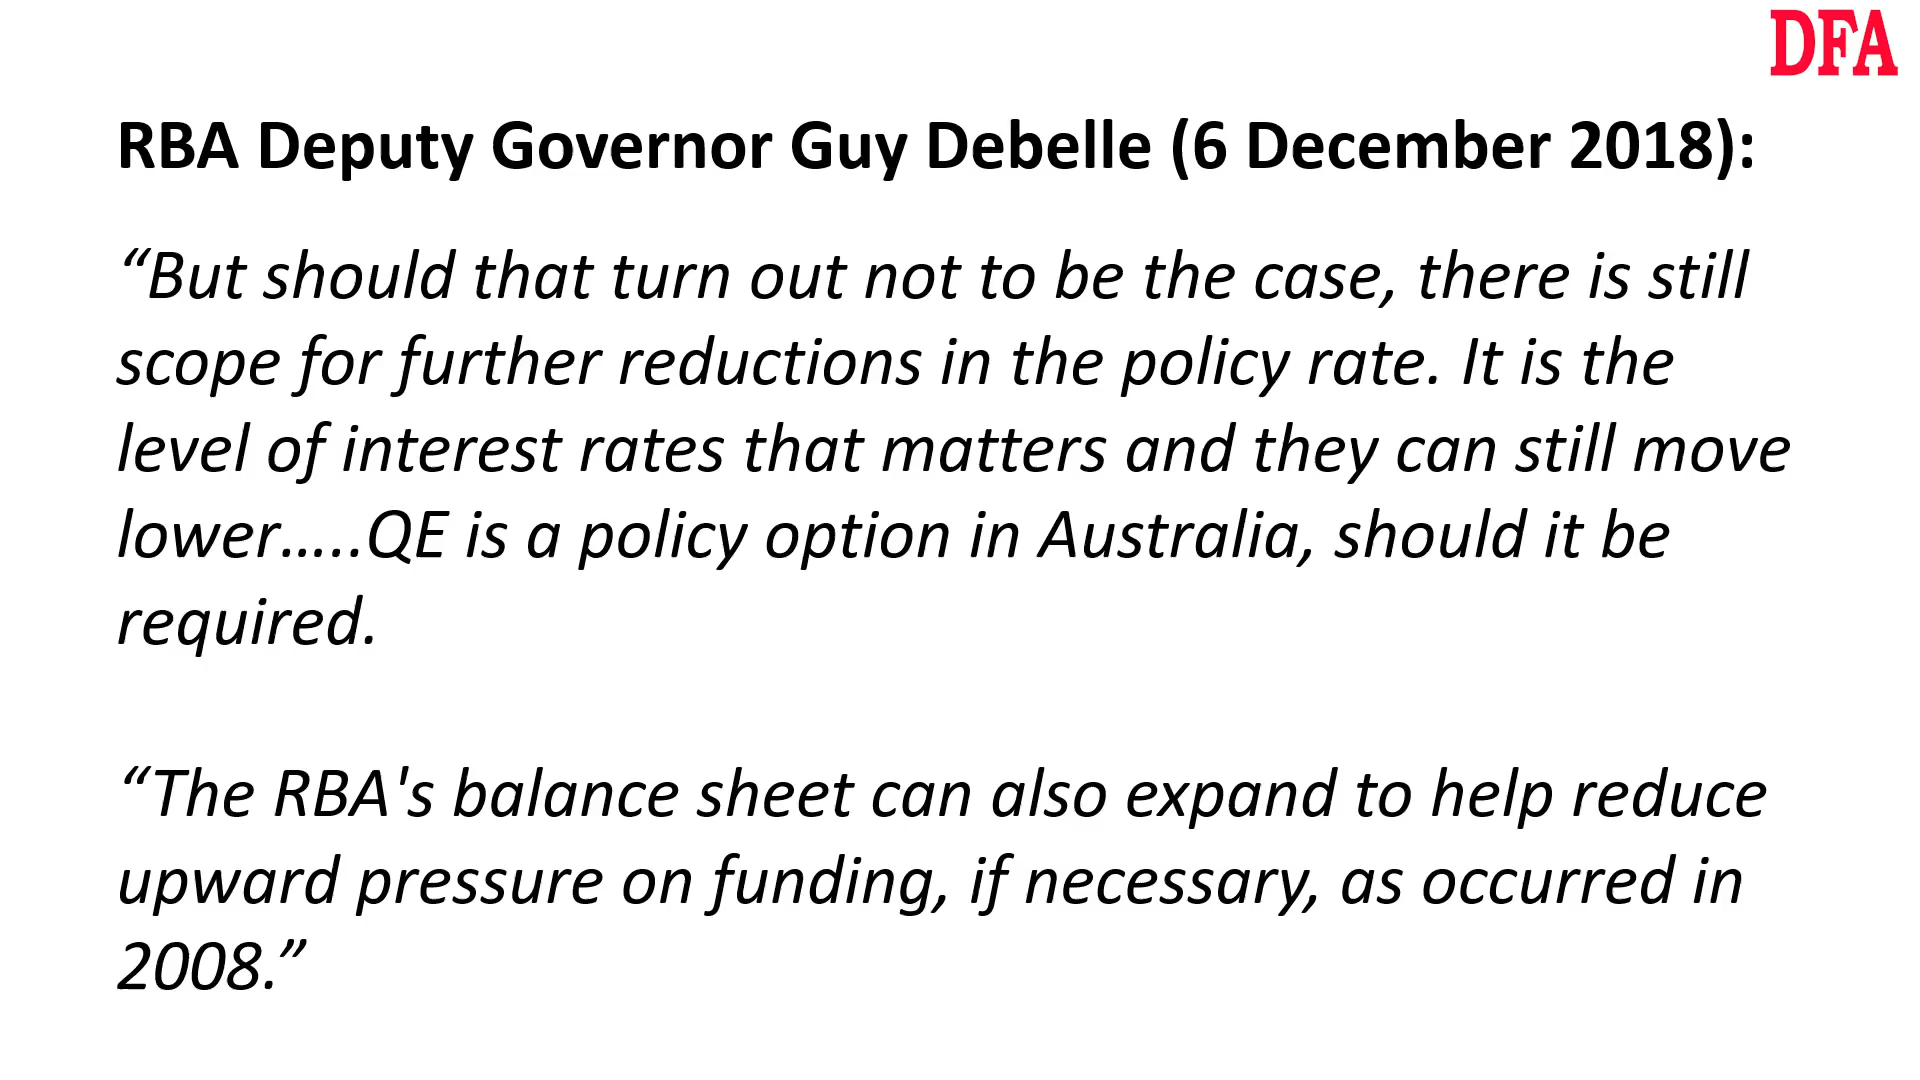 DFA
RBA Deputy Governor Guy Debelle (6 December 2018):
“But should that turn out not to be the case, there is still
scope for further reductions in the policy rate. It is the
level of interest rates that matters and they can still move
lower…..QE is a policy option in Australia, should it be
required.
“The RBA's balance sheet can also expand to help reduce
upward pressure on funding, if necessary, as occurred in
2008.”